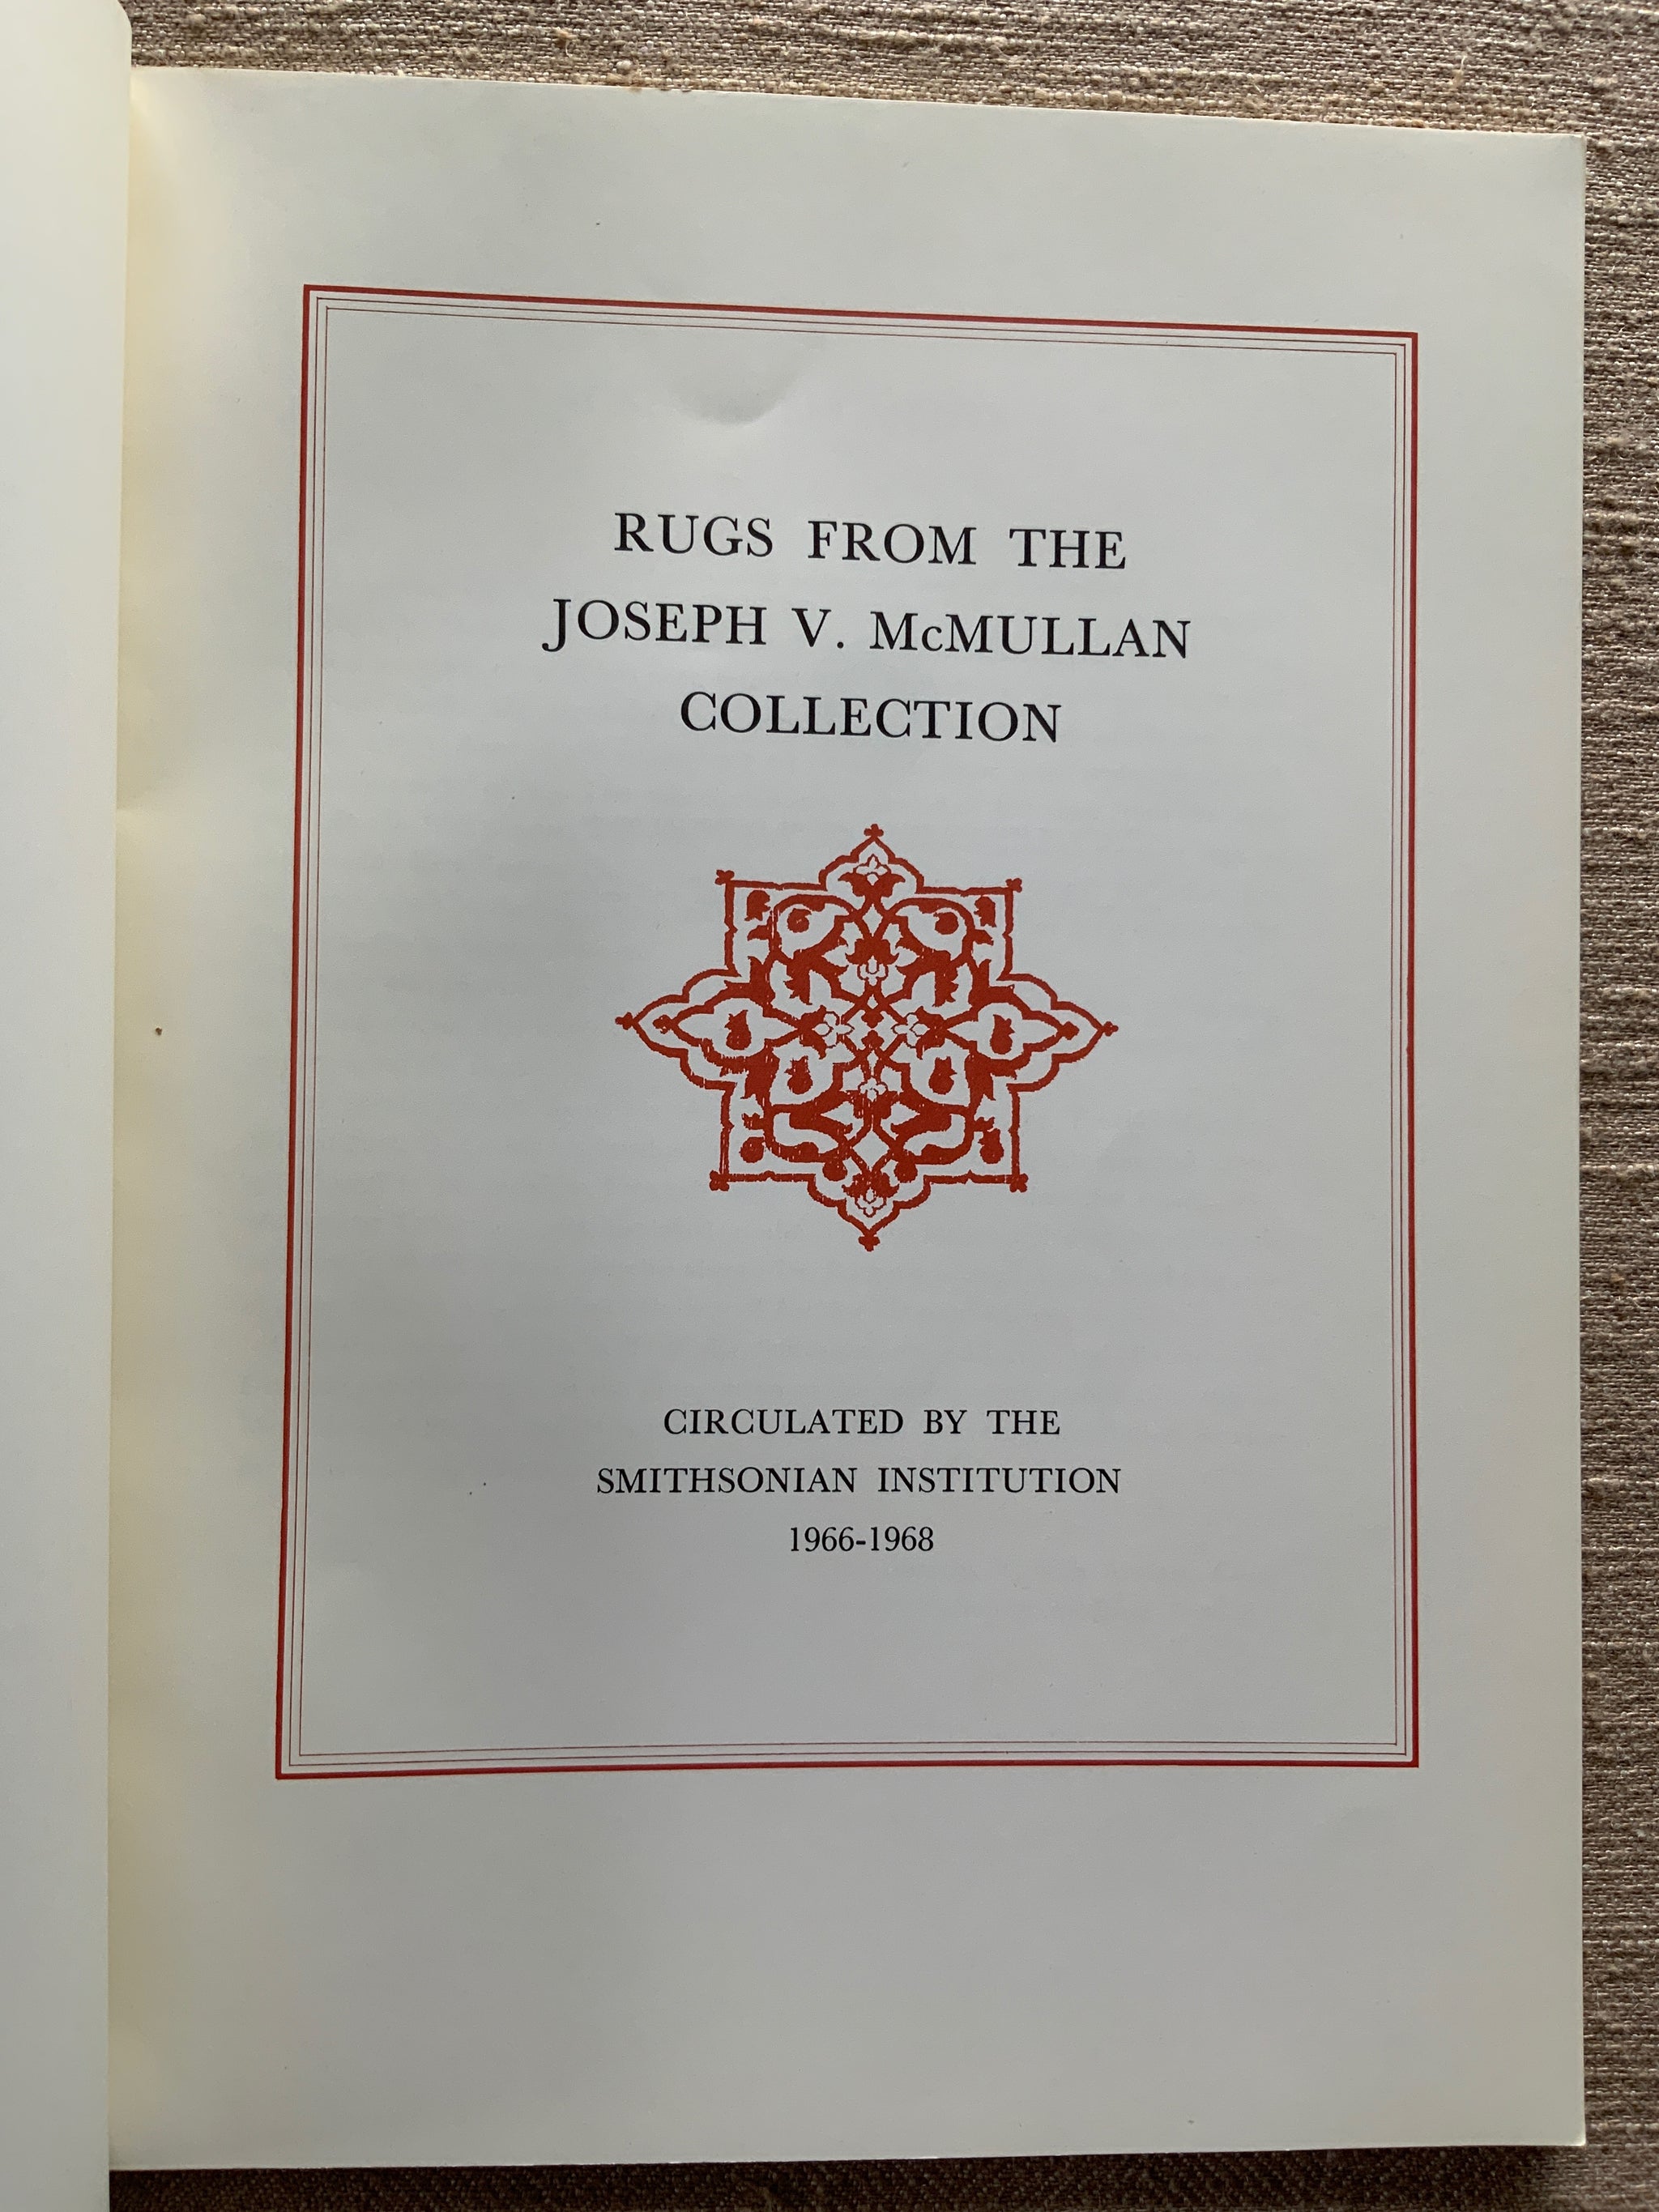 RUGS FROM THE
JOSEPH V. McMULLAN
COLLECTION
CIRCULATED BY THE
SMITHSONIAN INSTITUTION
1966-1968